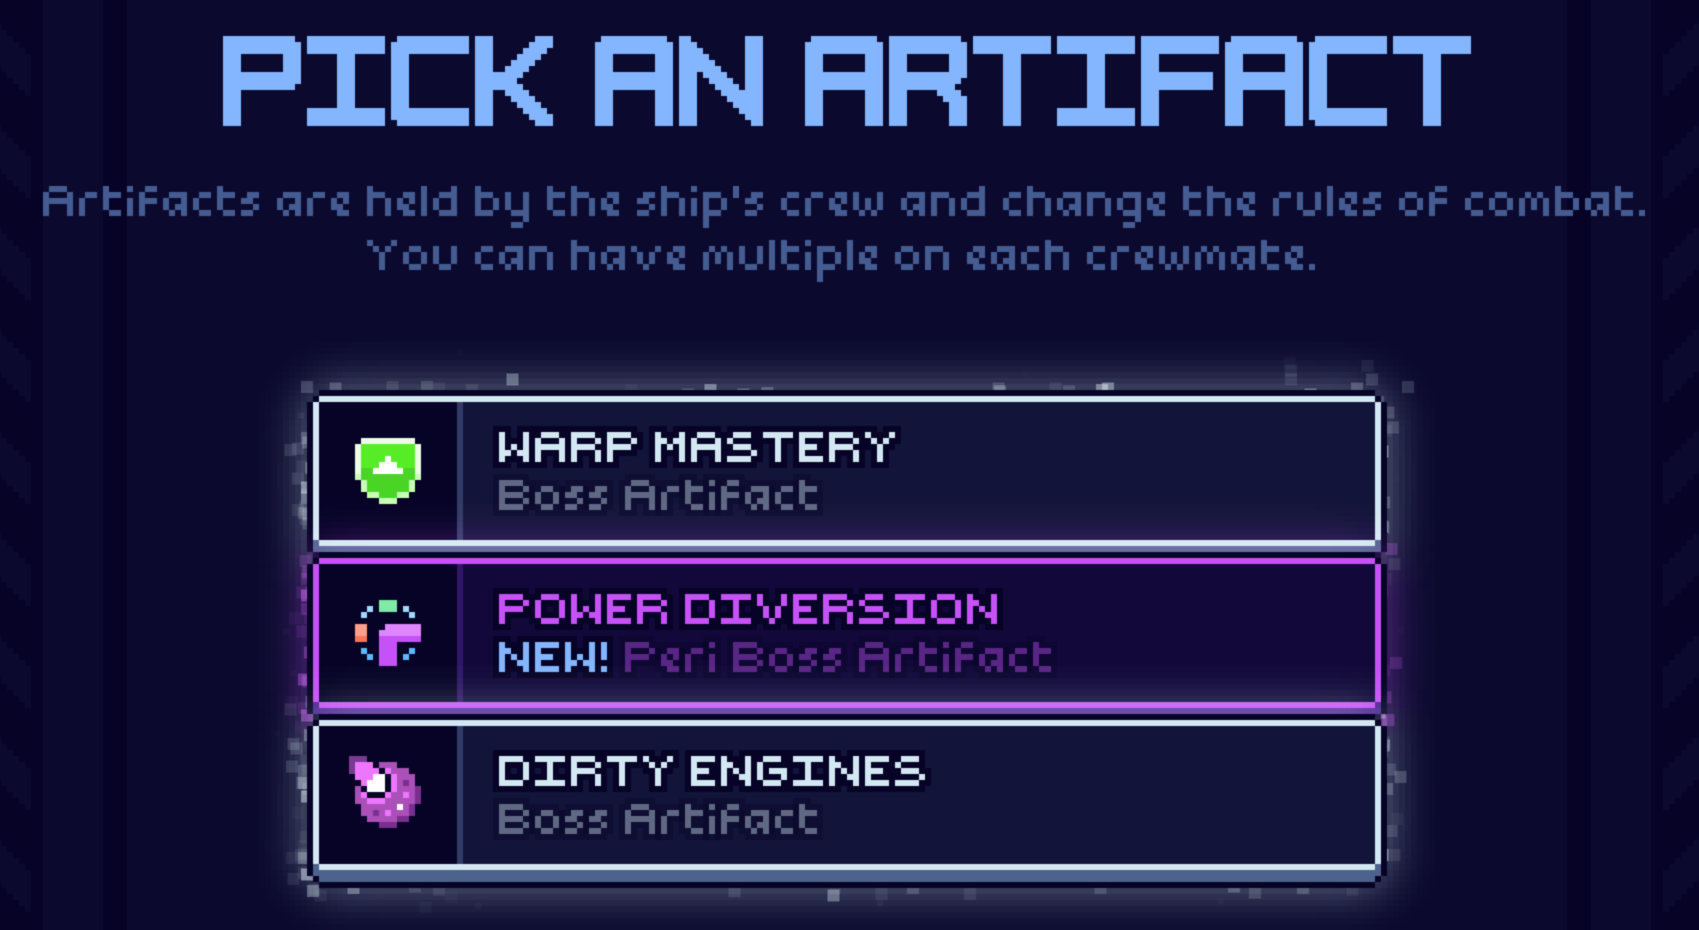 PICK AN ARTIFACT
Artifacts are held by the ship's crew and change the rules of combat.
You can have multiple on each crewmate.
WARP MASTERY
Boss Artifact
POWER DIVERSION
NEW! Peri Boss Artifact
DIRTY ENGINES
Boss Artifact